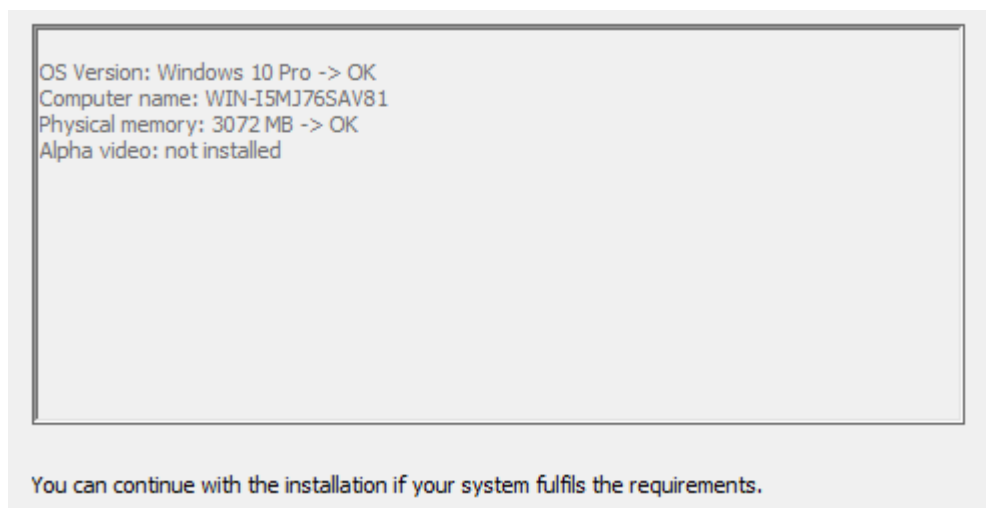 OS Version: Windows 10 Pro -> OK
Computer name: WIN-I5MJ76SAV81
Physical memory: 3072 MB -> OK
Alpha video: not installed
You can continue with the installation if your system fulfils the requirements.